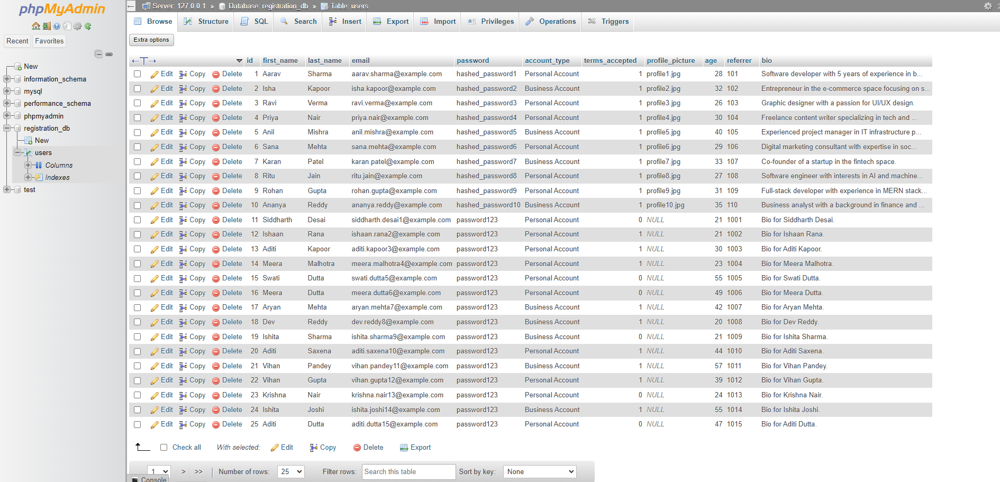 phpMyAdmin
Recent Favorites
New
information_schema
mysql
performance_schema
phpmyadmin
registration_db
New
users
Columns
Indexes
test
Server: 127.0.0.1 » Database: registration_db » Table: users
Browse Structure SQL Search Insert Export Import Privileges Operations Triggers
Extra options
id first_name last_name email password account_type terms_accepted profile_picture age referrer bio
Edit Copy Delete 1 Aarav Sharma aarav.sharma@example.com hashed_password1 Personal Account 1 profile1.jpg 28 101 Software developer with 5 years of experience in b...
Edit Copy Delete 2 Isha Kapoor isha.kapoor@example.com hashed_password2 Business Account 1 profile2.jpg 32 102 Entrepreneur in the e-commerce space focusing on s...
Edit Copy Delete 3 Ravi Verma ravi.verma@example.com hashed_password3 Personal Account 1 profile3.jpg 26 103 Graphic designer with a passion for UI/UX design.
Edit Copy Delete 4 Priya Nair priya.nair@example.com hashed_password4 Personal Account 1 profile4.jpg 30 104 Freelance content writer specializing in tech and ...
Edit Copy Delete 5 Anil Mishra anil.mishra@example.com hashed_password5 Business Account 1 profile5.jpg 40 105 Experienced project manager in IT infrastructure p...
Edit Copy Delete 6 Sana Mehta sana.mehta@example.com hashed_password6 Personal Account 1 profile6.jpg 29 106 Digital marketing consultant with expertise in soc...
Edit Copy Delete 7 Karan Patel karan.patel@example.com hashed_password7 Business Account 1 profile7.jpg 33 107 Co-founder of a startup in the fintech space.
Edit Copy Delete 8 Ritu Jain ritu.jain@example.com hashed_password8 Personal Account 1 profile8.jpg 27 108 Software engineer with interests in AI and machine...
Edit Copy Delete 9 Rohan Gupta rohan.gupta@example.com hashed_password9 Personal Account 1 profile9.jpg 31 109 Full-stack developer with experience in MERN stack...
Edit Copy Delete 10 Ananya Reddy ananya.reddy@example.com hashed_password10 Business Account 1 profile10.jpg 35 110 Business analyst with a background in finance and ...
Edit Copy Delete 11 Siddharth Desai siddharth.desai1@example.com password123 Personal Account 0 NULL 21 1001 Bio for Siddharth Desai.
Edit Copy Delete 12 Ishaan Rana ishaan.rana2@example.com password123 Personal Account 1 NULL 21 1002 Bio for Ishaan Rana.
Edit Copy Delete 13 Aditi Kapoor aditi.kapoor3@example.com password123 Personal Account 1 NULL 30 1003 Bio for Aditi Kapoor.
Edit Copy Delete 14 Meera Malhotra meera.malhotra4@example.com password123 Personal Account 1 NULL 23 1004 Bio for Meera Malhotra.
Edit Copy Delete 15 Swati Dutta swati.dutta5@example.com password123 Personal Account 0 NULL 55 1005 Bio for Swati Dutta.
Edit Copy Delete 16 Meera Dutta meera.dutta6@example.com password123 Personal Account 0 NULL 49 1006 Bio for Meera Dutta.
Edit Copy Delete 17 Aryan Mehta aryan.mehta7@example.com password123 Business Account 1 NULL 42 1007 Bio for Aryan Mehta.
Edit Copy Delete 18 Dev Reddy dev.reddy8@example.com password123 Business Account 1 NULL 20 1008 Bio for Dev Reddy.
Edit Copy Delete 19 Ishita Sharma ishita.sharma9@example.com password123 Business Account 0 NULL 21 1009 Bio for Ishita Sharma.
Edit Copy Delete 20 Aditi Saxena aditi.saxena10@example.com password123 Personal Account 1 NULL 44 1010 Bio for Aditi Saxena.
Edit Copy Delete 21 Vihan Pandey vihan.pandey11@example.com password123 Business Account 1 NULL 57 1011 Bio for Vihan Pandey.
Edit Copy Delete 22 Vihan Gupta vihan.gupta12@example.com password123 Personal Account 1 NULL 39 1012 Bio for Vihan Gupta.
Edit Copy Delete 23 Krishna Nair krishna.nair13@example.com password123 Personal Account 0 NULL 24 1013 Bio for Krishna Nair.
Edit Copy Delete 24 Ishita Joshi ishita.joshi14@example.com password123 Business Account 1 NULL 55 1014 Bio for Ishita Joshi.
Edit Copy Delete 25 Aditi Dutta aditi.dutta15@example.com password123 Personal Account 0 NULL 47 1015 Bio for Aditi Dutta.
Check all With selected: Edit Copy Delete Export
1 > >> Number of rows: 25 Filter rows: Search this table Sort by key: None
Console